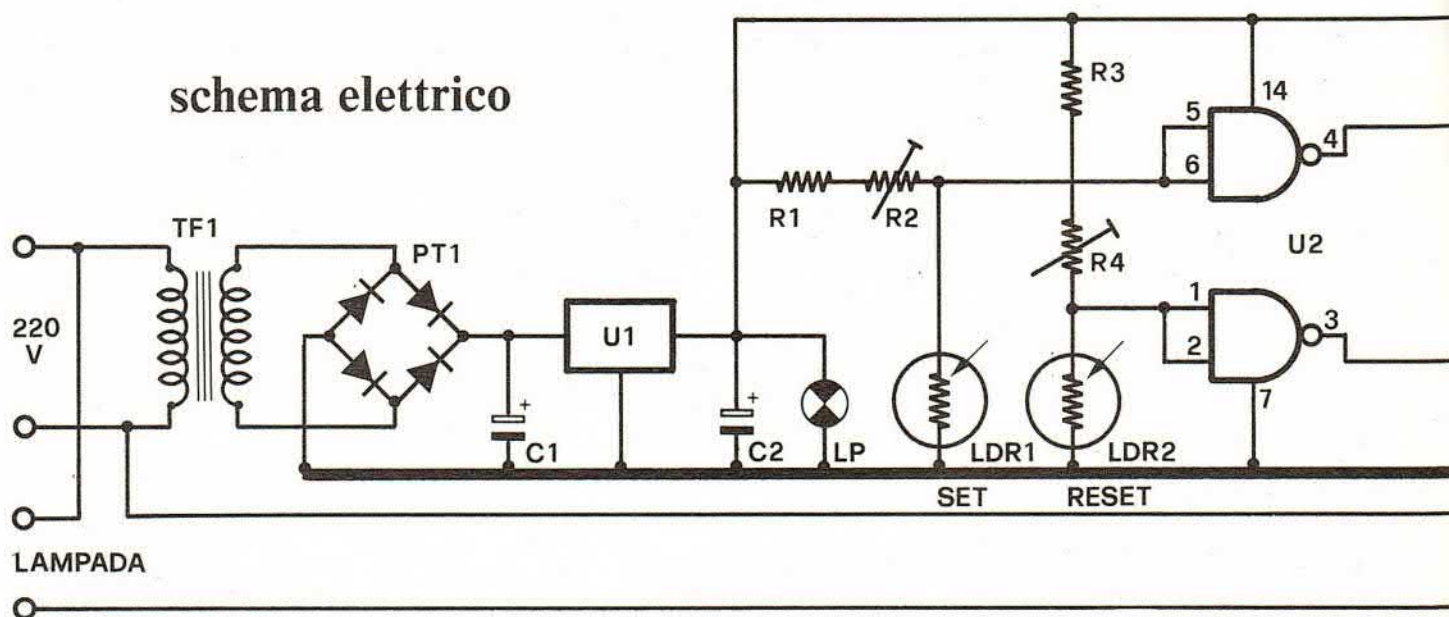 schema elettrico
R3
14
5
6
4
R1
R2
TF1
PT1
R4
U2
220
V
U1
1
2
3
7
+
+
C1
C2
LP
LDR1
LDR2
SET
RESET
LAMPADA